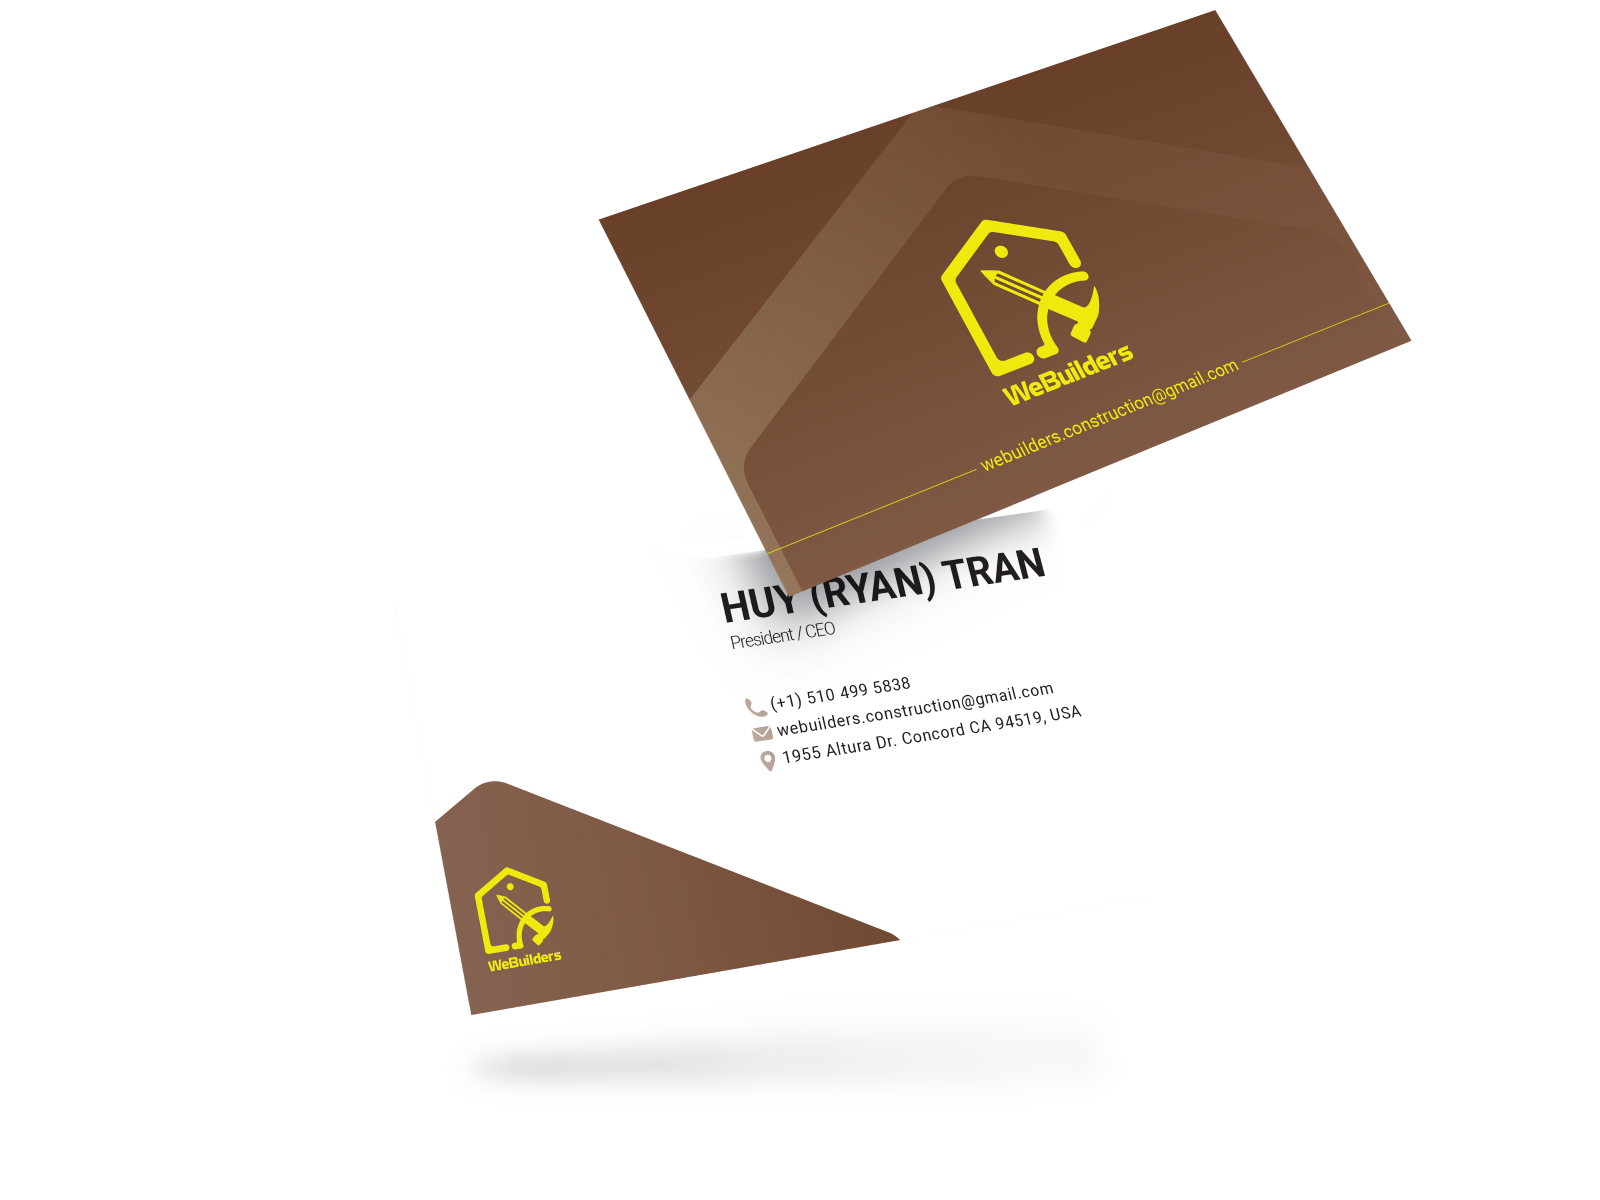 WeBuilders
webuilders.construction@gmail.com
HUY (RYAN) TRAN
President / CEO
(+1) 510 499 5838
webuilders.construction@gmail.com
1955 Altura Dr. Concord CA 94519, USA
WeBuilders